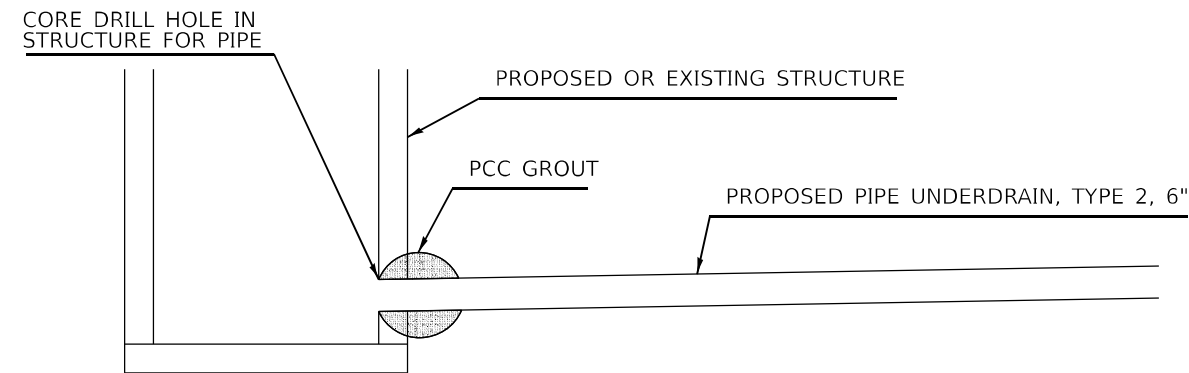 CORE DRILL HOLE IN
STRUCTURE FOR PIPE
PROPOSED OR EXISTING STRUCTURE
PCC GROUT
PROPOSED PIPE UNDERDRAIN, TYPE 2, 6"